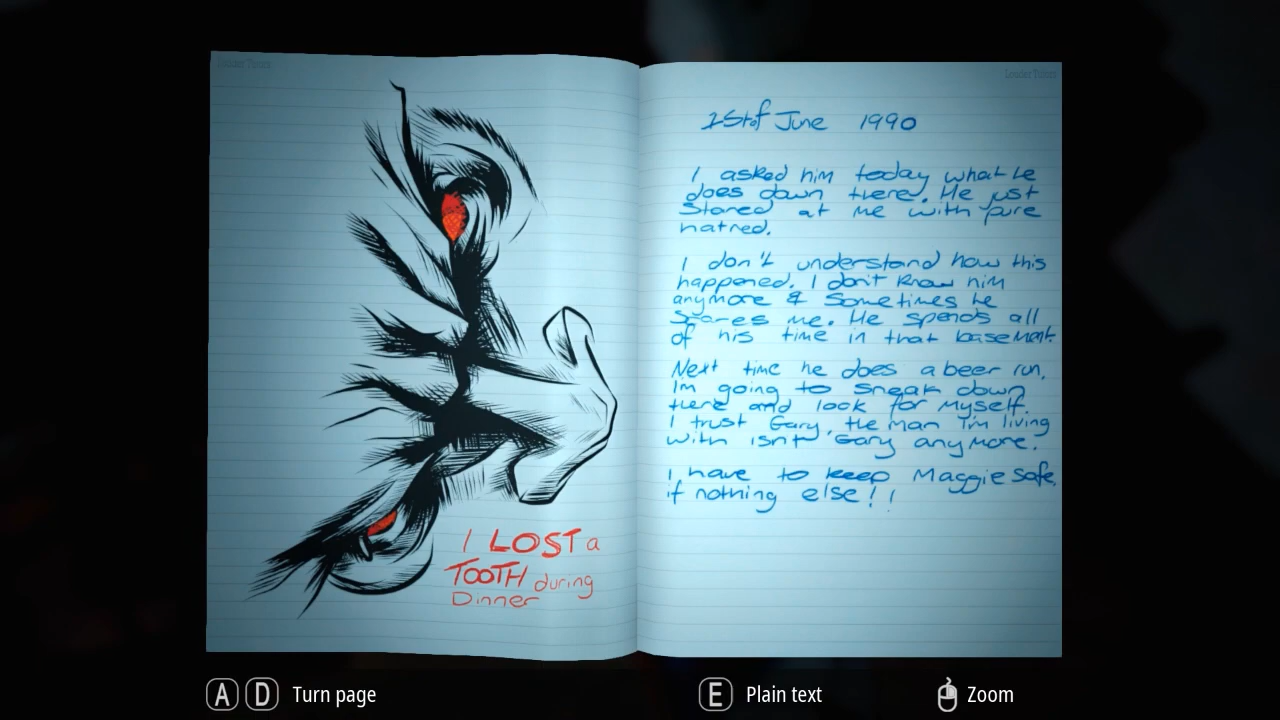 I LOST a
TOOTH during
Dinner
1st of June 1990
I asked him today what he
does down there. He just
stared at me with pure
hatred.
I don't understand how this
happened. I don't know him
anymore & Sometimes he
Scares me. He spends all
of his time in that basement.
Next time he does a beer run,
I'm going to sneak down
there and look for myself.
I trust Gary, the man I'm living
with isn't 'Gary anymore.
I have to keep Maggie safe,
if nothing else!!
A D Turn page
E Plain text
Zoom